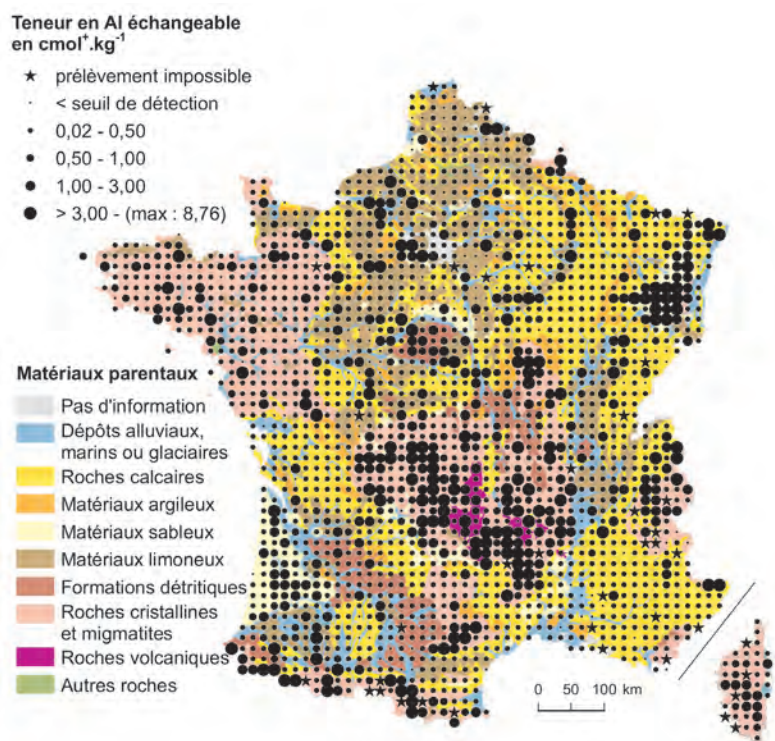 Teneur en Al échangeable
en cmol⁺.kg⁻¹
prélèvement impossible
< seuil de détection
0,02 - 0,50
0,50 - 1,00
1,00 - 3,00
> 3,00 - (max : 8,76)
Matériaux parentaux
Pas d'information
Dépôts alluviaux,
marins ou glaciaires
Roches calcaires
Matériaux argileux
Matériaux sableux
Matériaux limoneux
Formations détritiques
Roches cristallines
et migmatites
Roches volcaniques
Autres roches
0 50 100 km